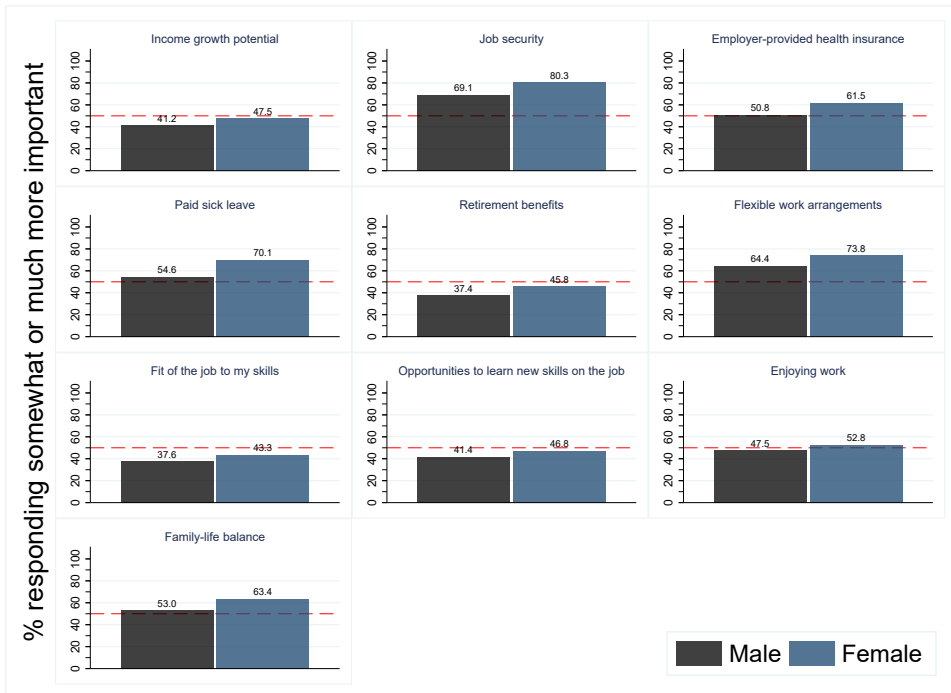 % responding somewhat or much more important
Income growth potential
0 20 40 60 80 100
41.2
47.5
Job security
0 20 40 60 80 100
69.1
80.3
Employer-provided health insurance
0 20 40 60 80 100
50.8
61.5
Paid sick leave
0 20 40 60 80 100
54.6
70.1
Retirement benefits
0 20 40 60 80 100
37.4
45.8
Flexible work arrangements
0 20 40 60 80 100
64.4
73.8
Fit of the job to my skills
0 20 40 60 80 100
37.6
43.3
Opportunities to learn new skills on the job
0 20 40 60 80 100
41.4
46.8
Enjoying work
0 20 40 60 80 100
47.5
52.8
Family-life balance
0 20 40 60 80 100
53.0
63.4
Male Female